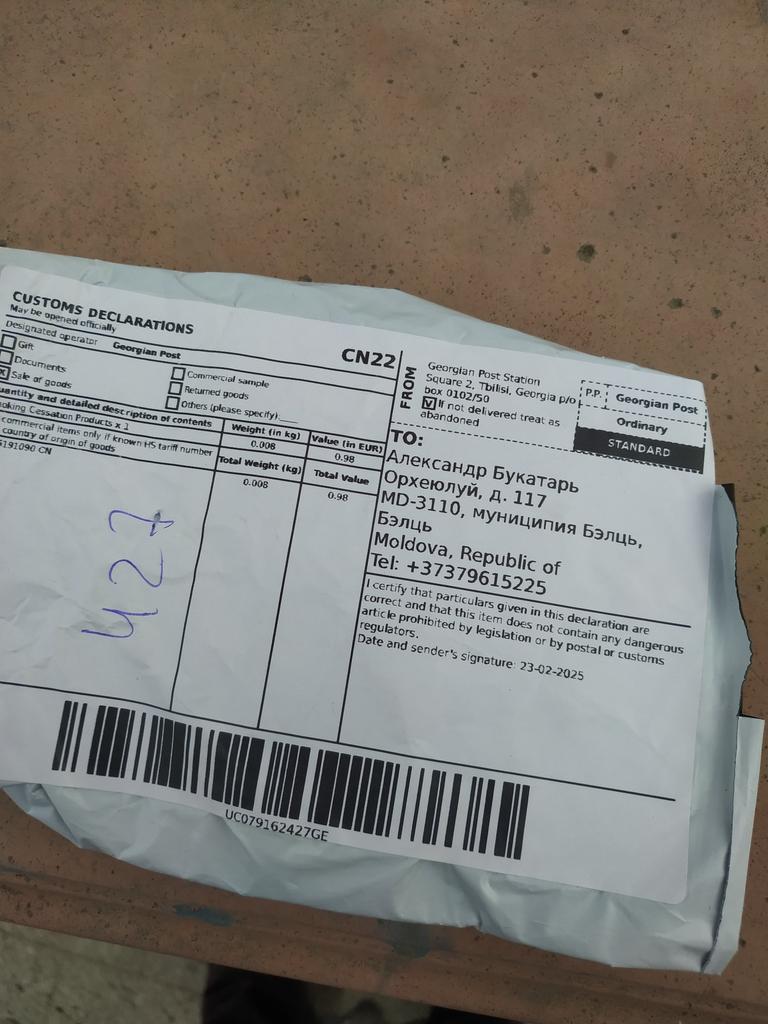 CUSTOMS DECLARATIONS
May be opened officially
CN22
Designated operator Georgian Post
Gift
Documents
Sale of goods
Commercial sample
Returned goods
Others (please specify):
uantity and detailed description of contents
Weight (in kg)
Value (in EUR)
oking Cessation Products x 1
0.008
0.98
commercial items only if known HS tariff number
country of origin of goods
Total Weight (kg)
Total Value
191090 CN
0.008
0.98
427
FROM
Georgian Post Station
Square 2, Tbilisi, Georgia p/o
box 0102/50
If not delivered treat as
abandoned
P.P. Georgian Post
Ordinary
STANDARD
TO:
Александр Букатарь
Орхеюлуй, д. 117
MD-3110, муниципия Бэлць,
Бэлць
Moldova, Republic of
Tel: +37379615225
I certify that particulars given in this declaration are
correct and that this item does not contain any dangerous
article prohibited by legislation or by postal or customs
regulators.
Date and sender's signature: 23-02-2025
UC079162427GE